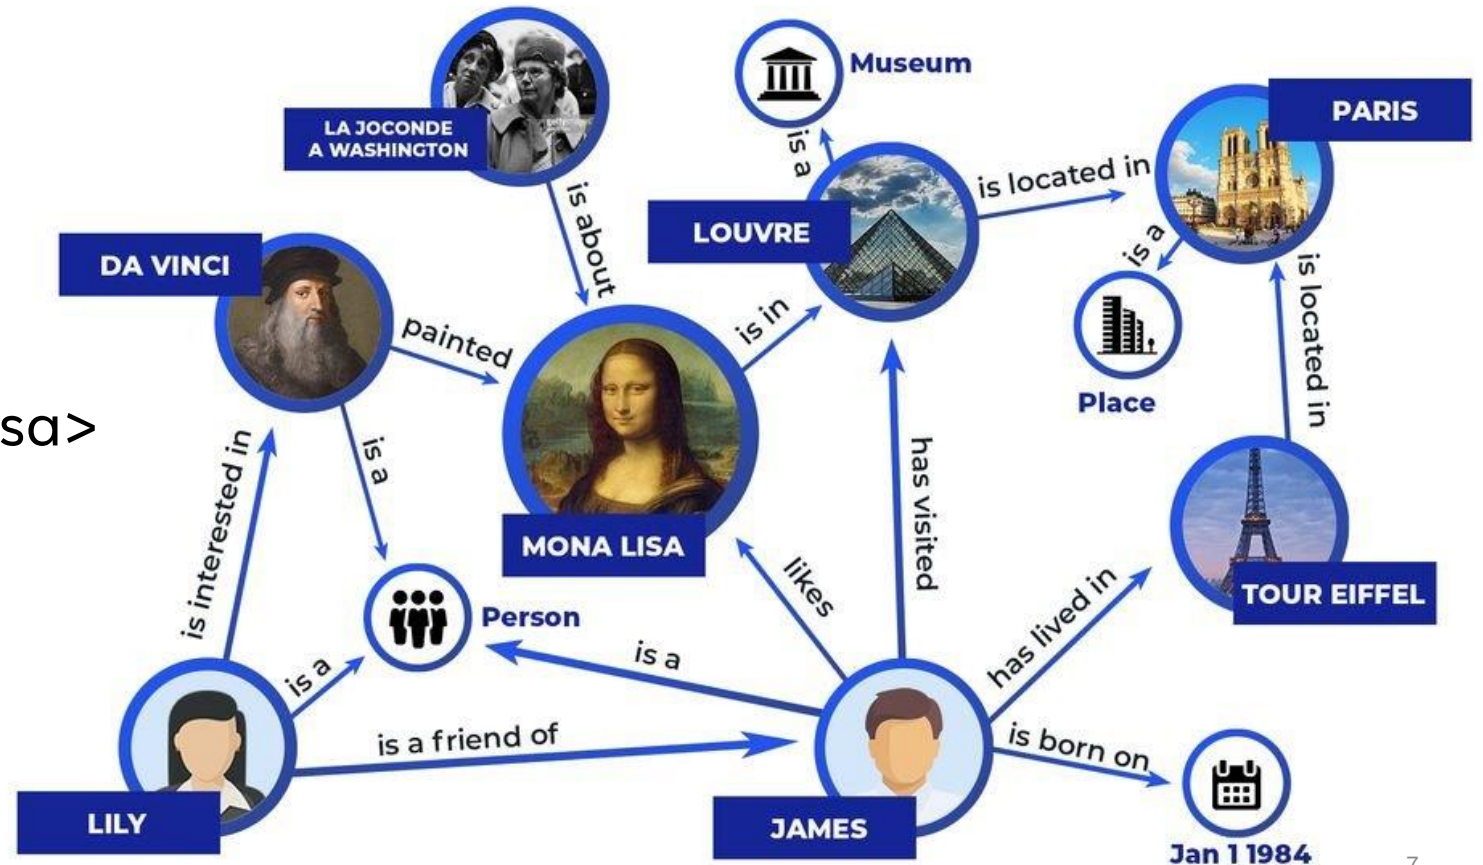 LA JOCONDE
A WASHINGTON
Museum
PARIS
is a
is located in
is about
LOUVRE
DA VINCI
is a
is in
painted
is located in
Place
sa>
is interested in
is a
has visited
MONA LISA
likes
TOUR EIFFEL
has lived in
Person
is a
is a
is a friend of
is born on
LILY
JAMES
Jan 1 1984
7